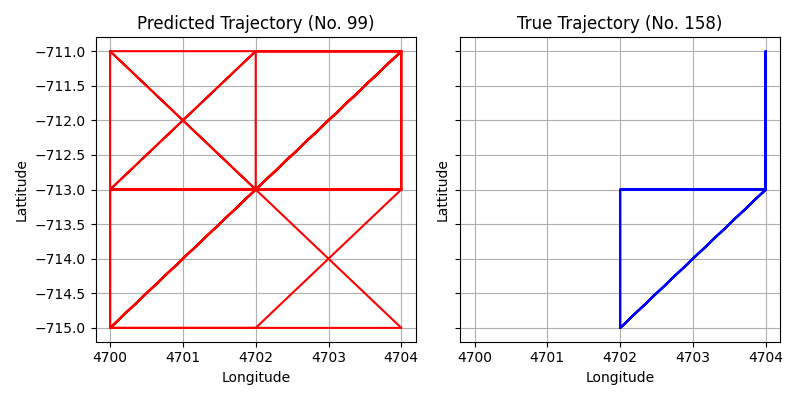 Predicted Trajectory (No. 99)
−711.0
−711.5
−712.0
−712.5
−713.0
−713.5
−714.0
−714.5
−715.0
Lattitude
4700 4701 4702 4703 4704
Longitude
True Trajectory (No. 158)
Lattitude
4700 4701 4702 4703 4704
Longitude